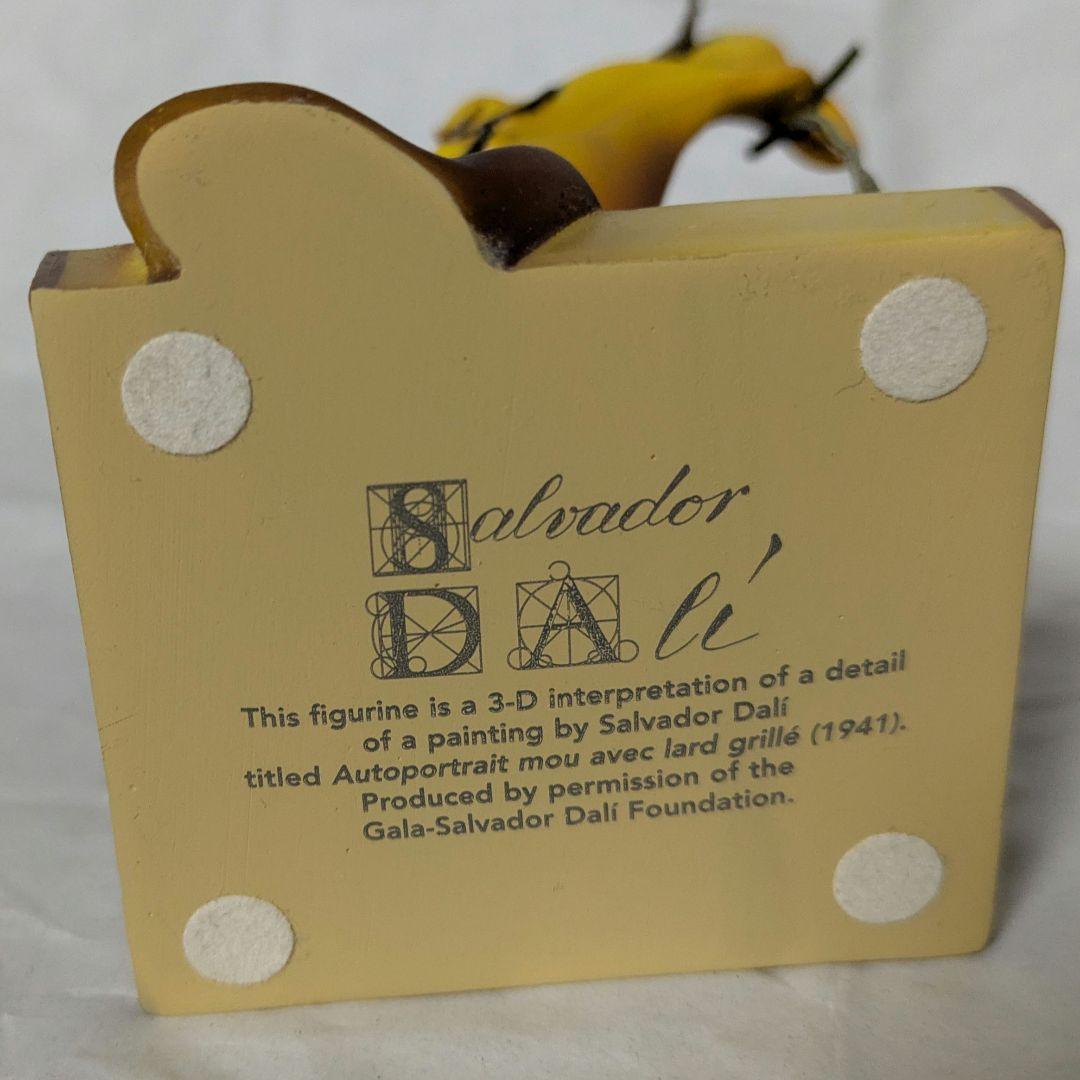 Salvador
DAlí
This figurine is a 3-D interpretation of a detail
of a painting by Salvador Dalí
titled Autoportrait mou avec lard grillé (1941).
Produced by permission of the
Gala-Salvador Dalí Foundation.